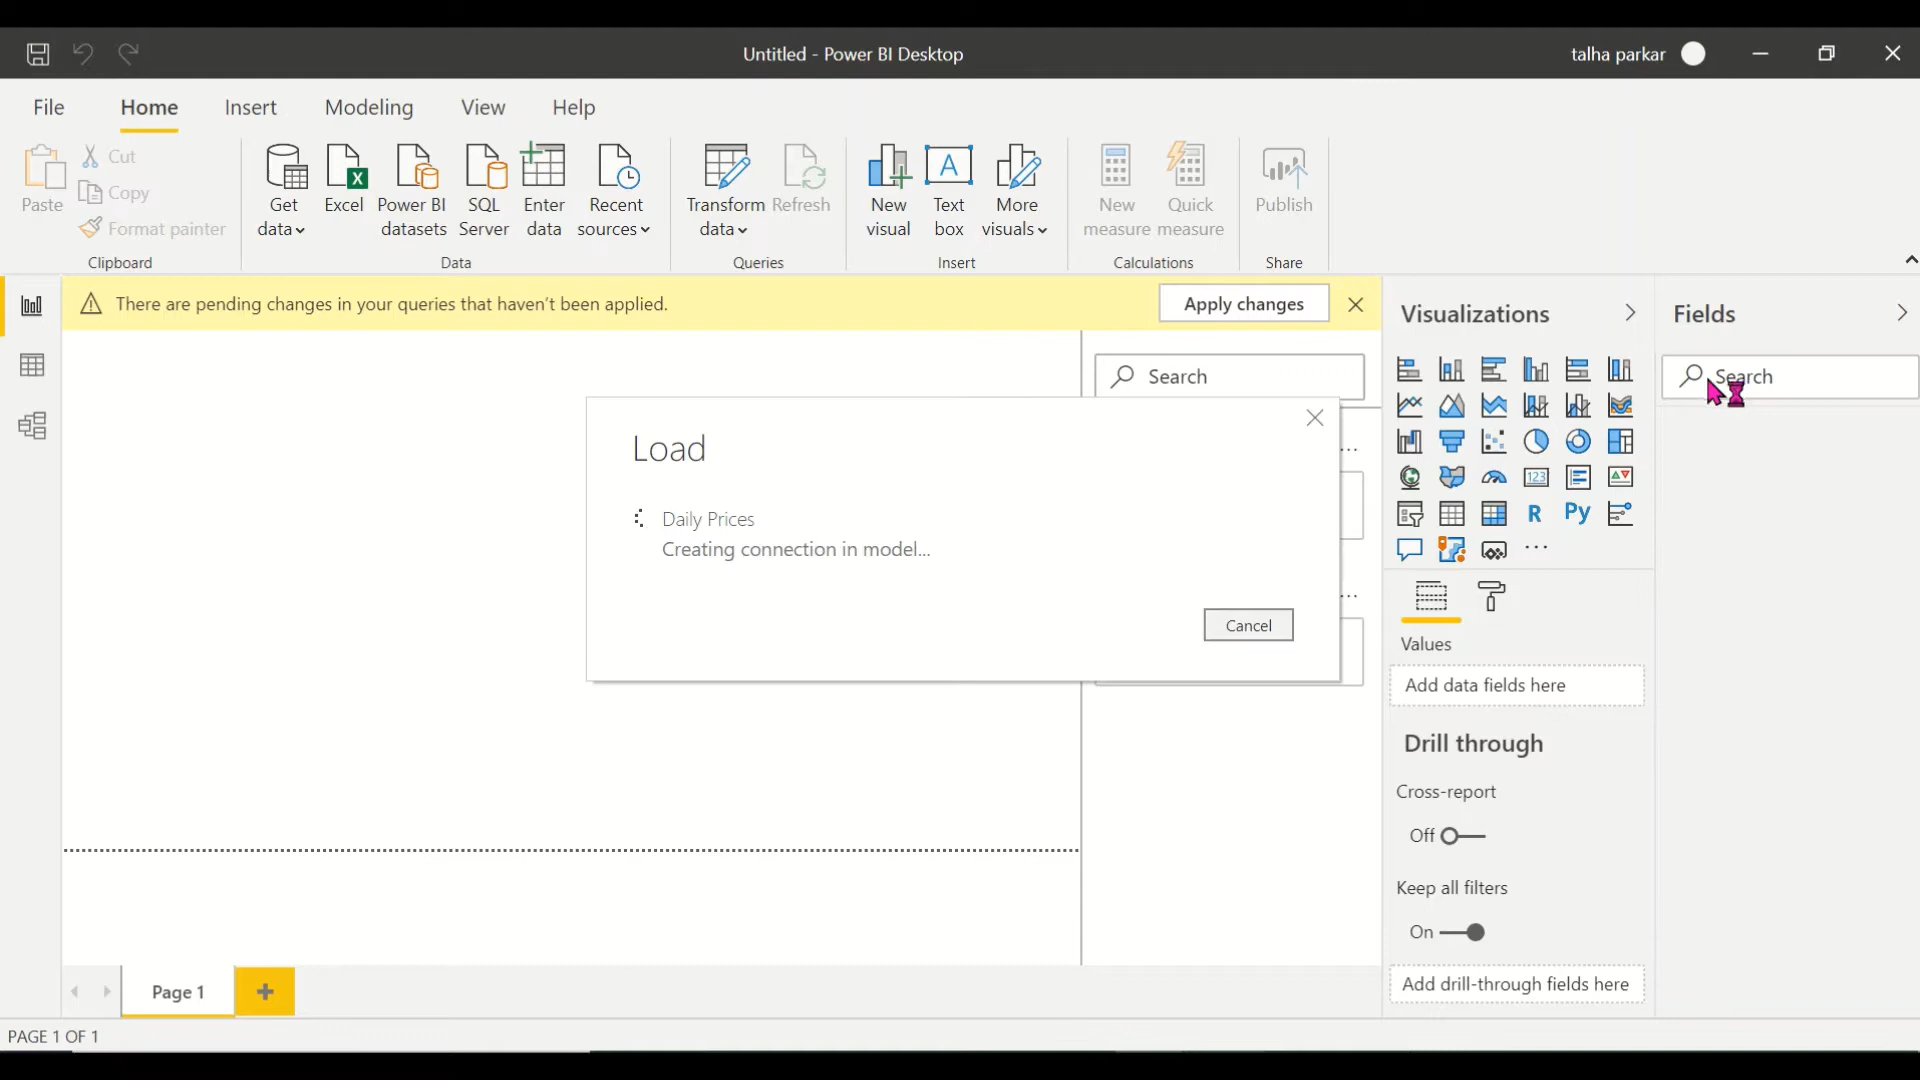 Untitled - Power BI Desktop
talha parkar
File Home Insert Modeling View Help
Paste
Cut
Copy
Format painter
Clipboard
Get data
Excel
Power BI datasets
SQL Server
Enter data
Recent sources
Data
Transform data
Refresh
Queries
New visual
Text box
More visuals
Insert
New measure
Quick measure
Calculations
Publish
Share
There are pending changes in your queries that haven't been applied.
Apply changes
Search
Load
Daily Prices
Creating connection in model...
Cancel
Visualizations
R
Py
123
Values
Add data fields here
Drill through
Cross-report
Off
Keep all filters
On
Add drill-through fields here
Fields
Search
Page 1
PAGE 1 OF 1